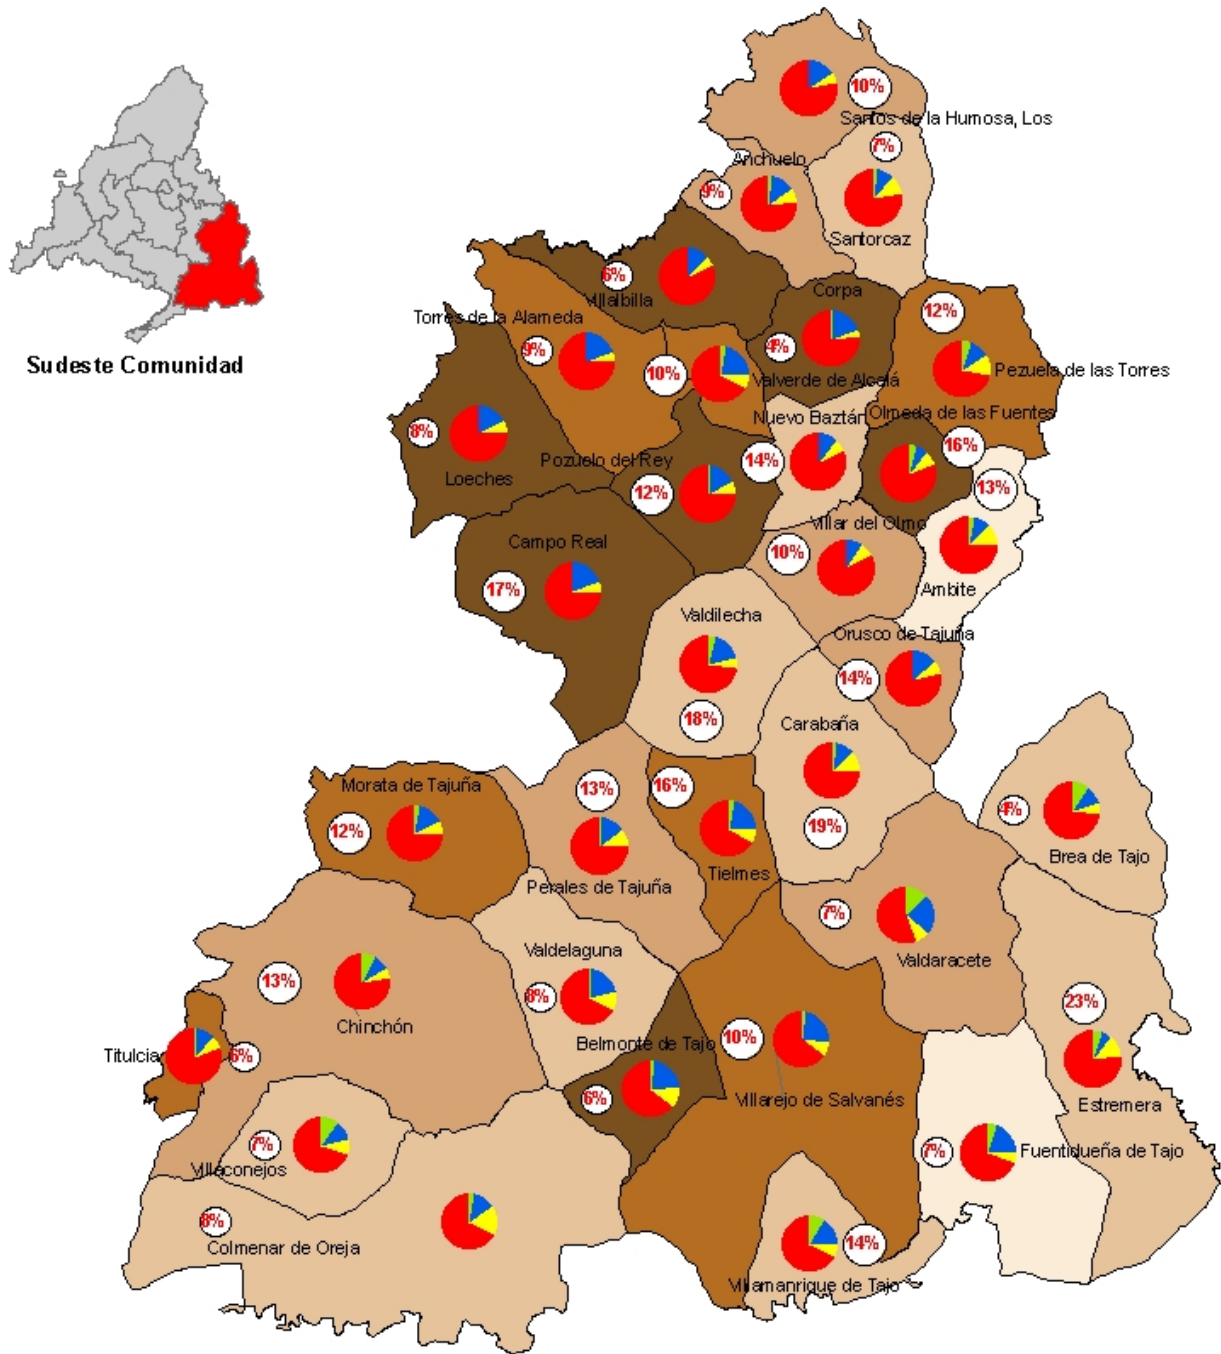 10%
Santos de la Humosa, Los
7%
Anchuelo
9%
Santorcaz
6%
Villalbilla
Corpa
12%
Torres de la Alameda
9%
10%
4%
Pezuela de las Torres
Valverde de Alcalá
Nuevo Baztán
Olmeda de las Fuentes
8%
16%
Pozuelo del Rey
14%
Loeches
12%
13%
Villar del Olmo
Campo Real
10%
17%
Ambite
Valdilecha
Orusco de Tajuña
14%
18%
Carabaña
Morata de Tajuña
13%
16%
12%
19%
4%
Brea de Tajo
Tielmes
Perales de Tajuña
7%
Valdelaguna
Valdaracete
13%
8%
23%
Chinchón
Belmonte de Tajo
10%
Titulcia
6%
6%
Villarejo de Salvanés
Estremera
7%
7%
Fuentidueña de Tajo
Villaconejos
8%
Colmenar de Oreja
14%
Villamanrique de Tajo
Sudeste Comunidad